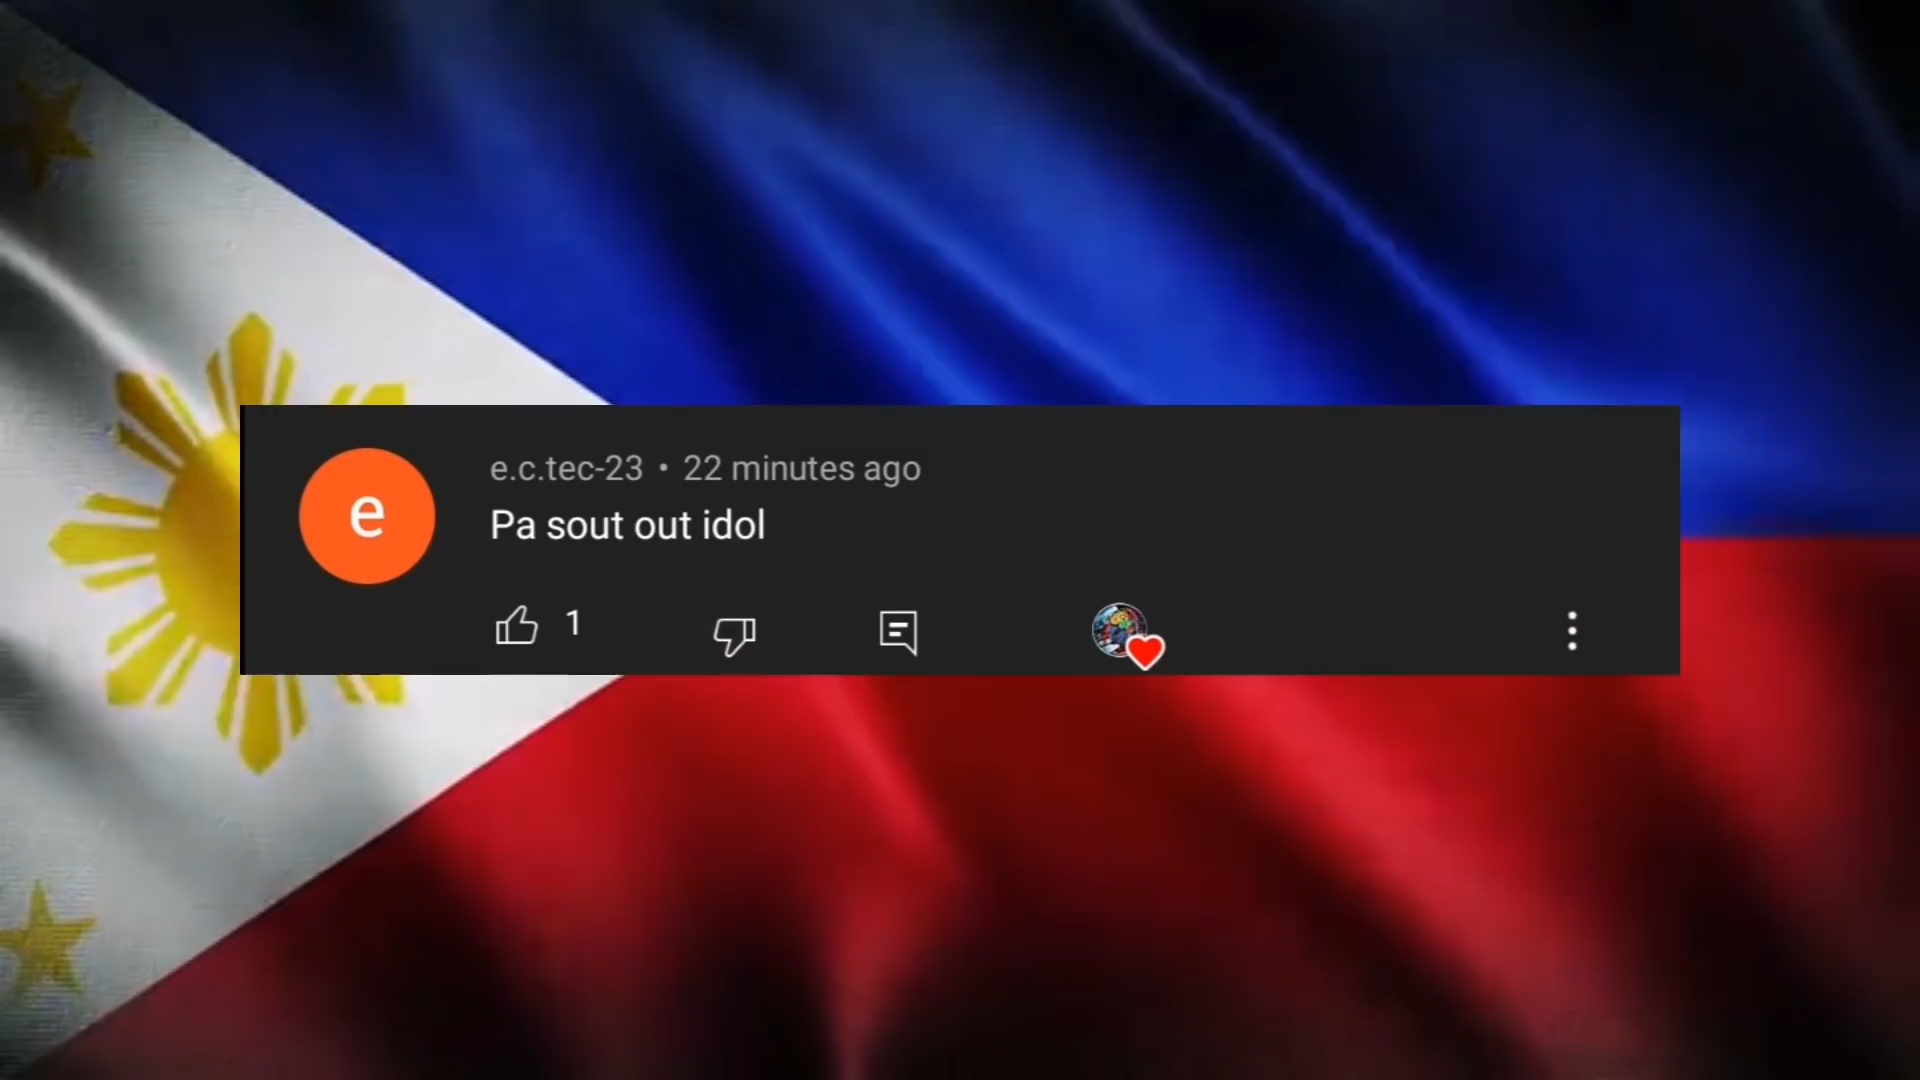 e
e.c.tec-23 • 22 minutes ago
Pa sout out idol
1